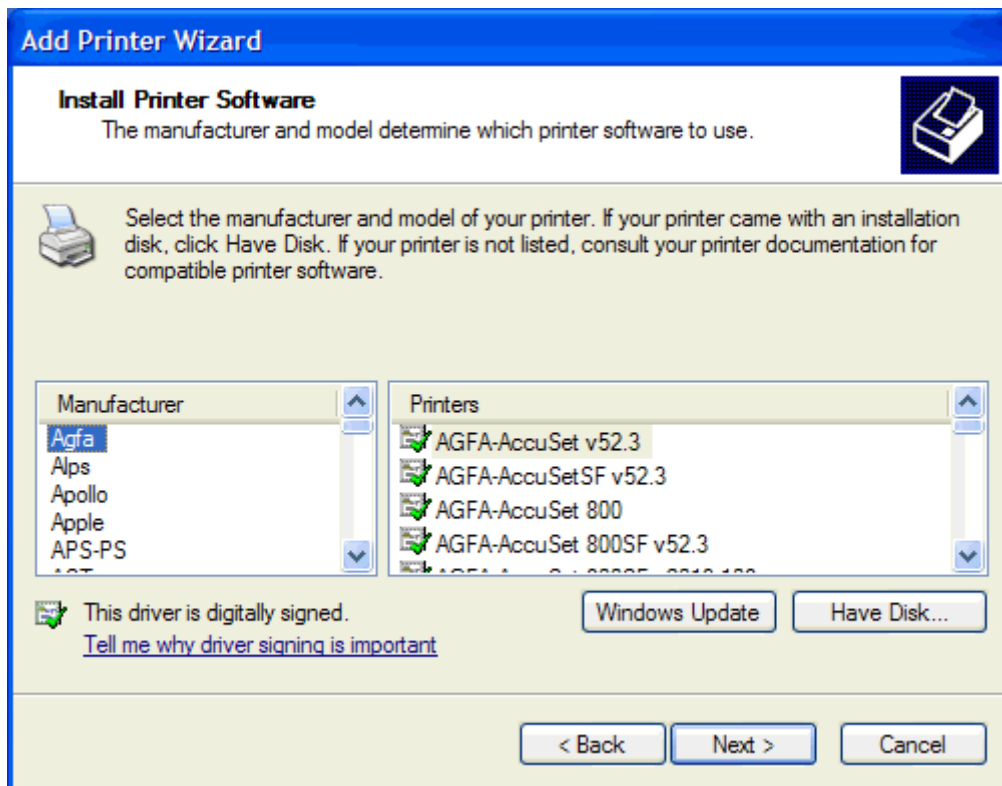 Add Printer Wizard
Install Printer Software
The manufacturer and model determine which printer software to use.
Select the manufacturer and model of your printer. If your printer came with an installation
disk, click Have Disk. If your printer is not listed, consult your printer documentation for
compatible printer software.
Manufacturer
Agfa
Alps
Apollo
Apple
APS-PS
Printers
AGFA-AccuSet v52.3
AGFA-AccuSetSF v52.3
AGFA-AccuSet 800
AGFA-AccuSet 800SF v52.3
This driver is digitally signed.
Tell me why driver signing is important
Windows Update
Have Disk...
< Back
Next >
Cancel